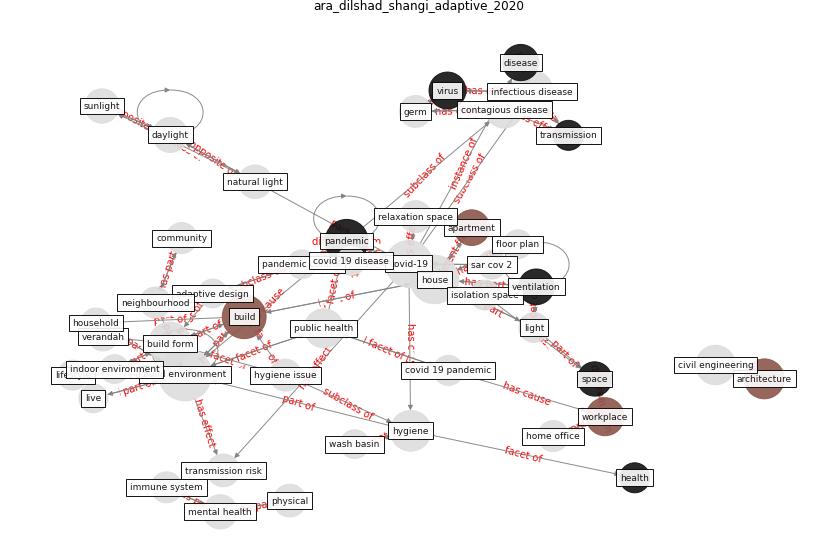 ara_dilshad_shangi_adaptive_2020
disease
virus
has
infectious disease
sunlight
germ
has
contagious disease
daylight
transmission
opposite of
natural light
subclass of
instance of
subclass of
relaxation space
apartment
community
pandemic
floor plan
covid 19 disease
pandemic
sar cov 2
house
ventilation
has part
adaptive design
isolation space
neighbourhood
household
build
public health
light
verandah
build form
indoor environment
environment
facet of
hygiene issue
covid 19 pandemic
part of
space
civil engineering
architecture
live
part of
has effect
part of
subclass of
has cause
workplace
hygiene
home office
wash basin
facet of
transmission risk
health
immune system
mental health
physical